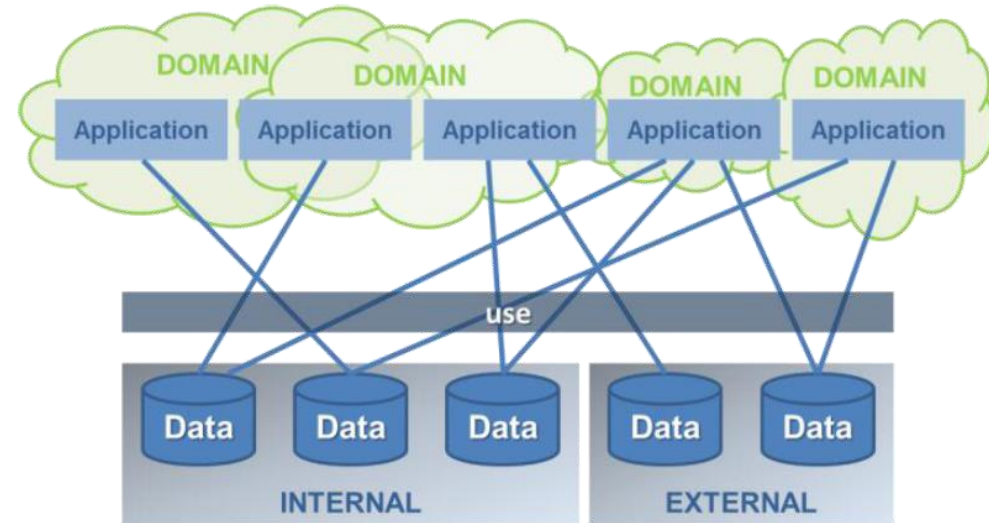 DOMAIN DOMAIN DOMAIN DOMAIN
Application Application Application Application Application
use
Data Data Data Data Data
INTERNAL EXTERNAL